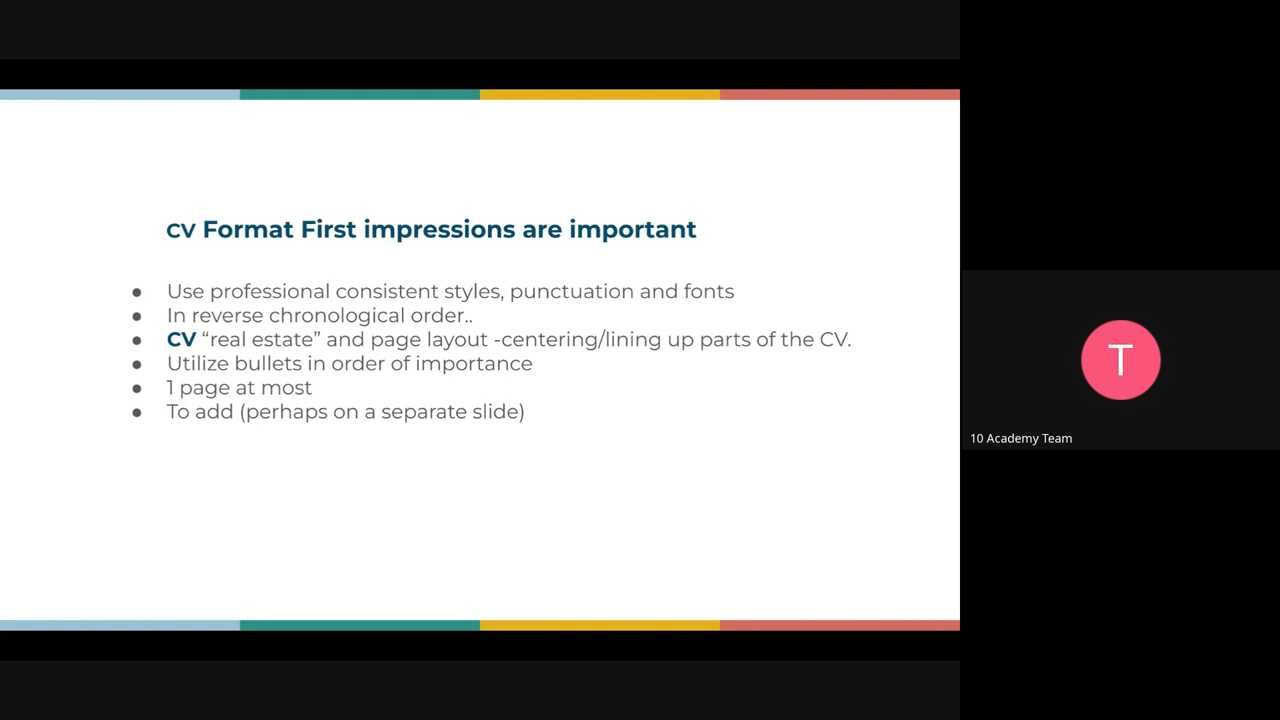 CV Format First impressions are important
● Use professional consistent styles, punctuation and fonts
● In reverse chronological order..
● CV “real estate” and page layout -centering/lining up parts of the CV.
● Utilize bullets in order of importance
● 1 page at most
● To add (perhaps on a separate slide)
T
10 Academy Team